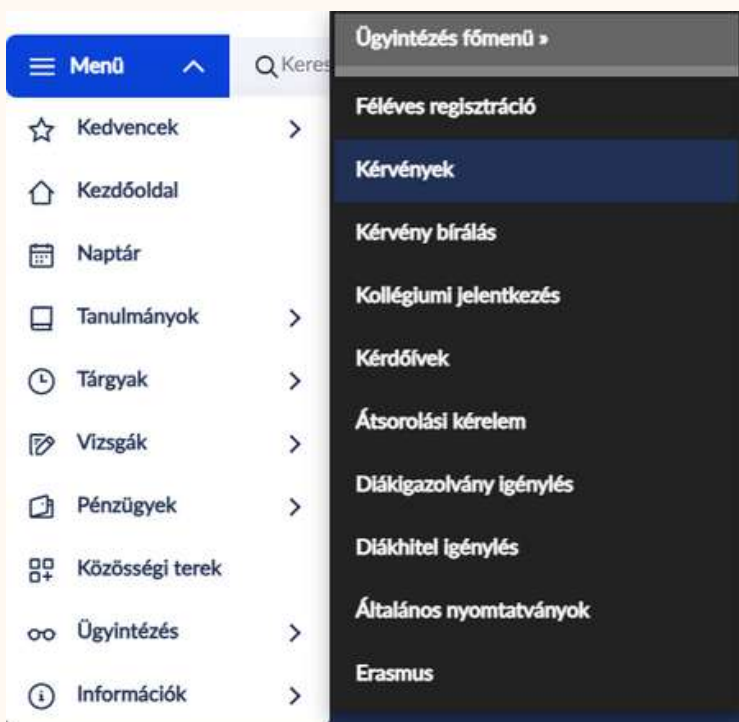 Menü
Keres
Kedvencek
Kezdőoldal
Naptár
Tanulmányok
Tárgyak
Vizsgák
Pénzügyek
Közösségi terek
Ügyintézés
Információk
Ügyintézés főmenü »
Féléves regisztráció
Kérvények
Kérvény bírálás
Kollégiumi jelentkezés
Kérdőívek
Átsorolási kérelem
Diákigazolvány igénylés
Diákhitel igénylés
Általános nyomtatványok
Erasmus